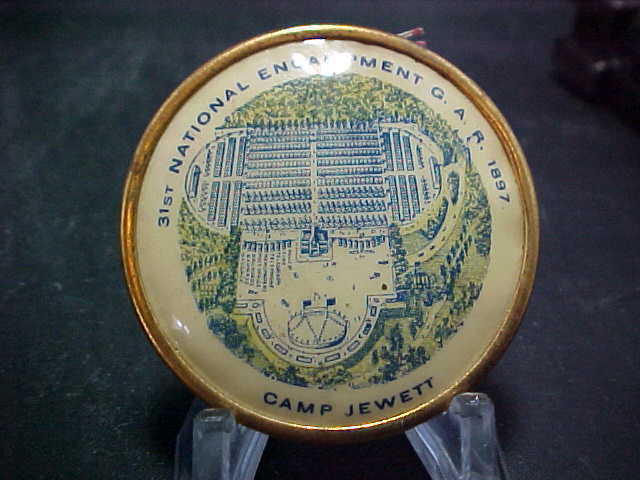 31ST NATIONAL ENCAMPMENT G.A.R. 1897.
CAMP JEWETT